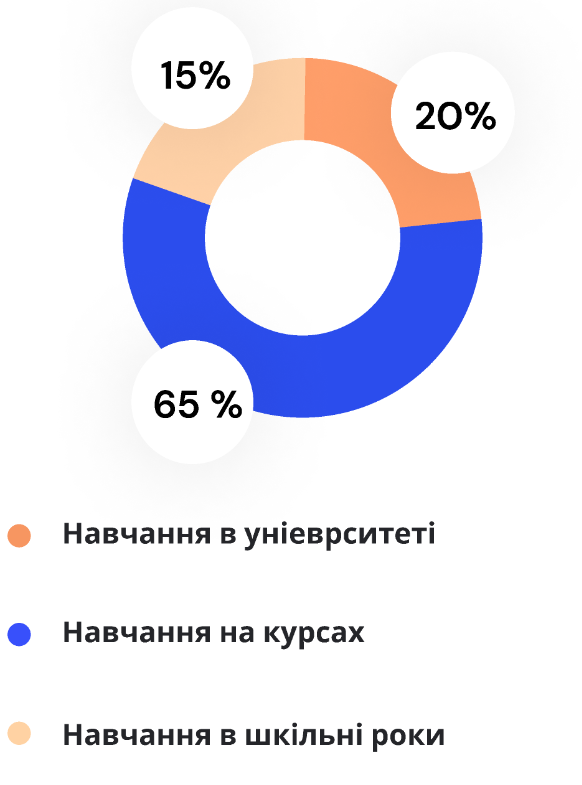 15%
20%
65 %
Навчання в унієврситеті
Навчання на курсах
Навчання в шкільні роки